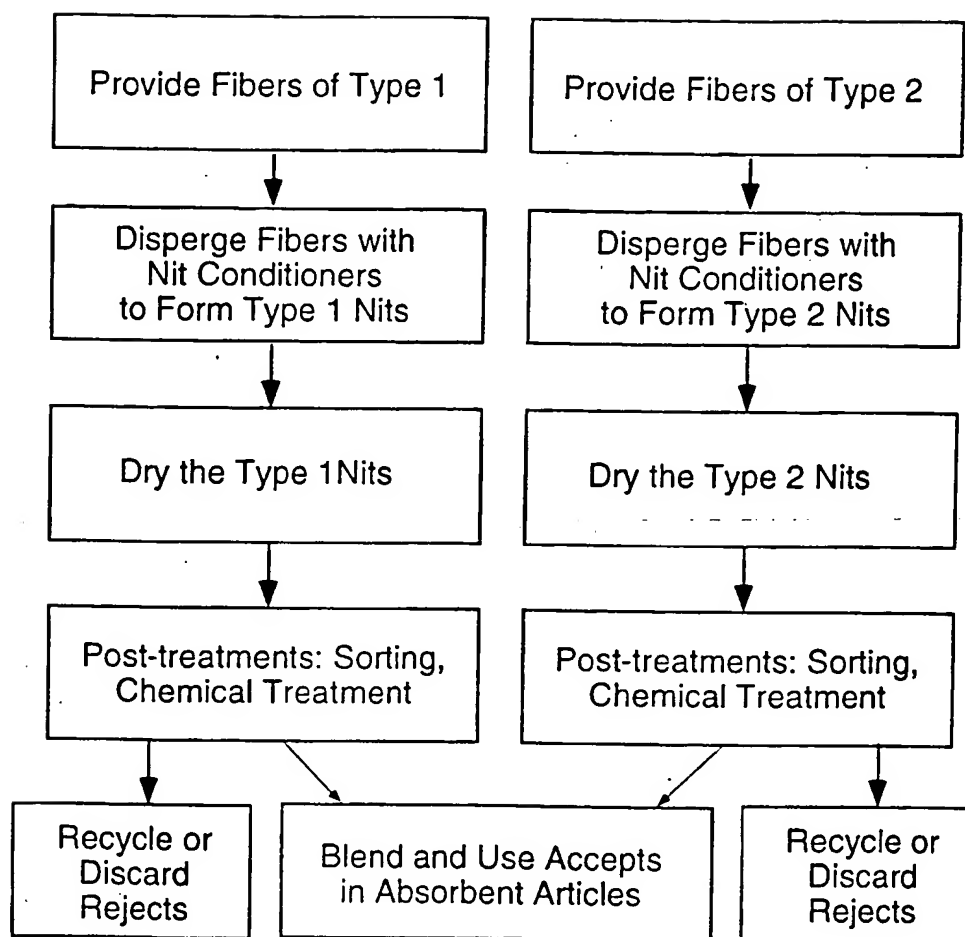 Provide Fibers of Type 1
Provide Fibers of Type 2
Disperge Fibers with
Nit Conditioners
to Form Type 1 Nits
Disperge Fibers with
Nit Conditioners
to Form Type 2 Nits
Dry the Type 1Nits
Dry the Type 2 Nits
Post-treatments: Sorting,
Chemical Treatment
Post-treatments: Sorting,
Chemical Treatment
Recycle or
Discard
Rejects
Blend and Use Accepts
in Absorbent Articles
Recycle or
Discard
Rejects